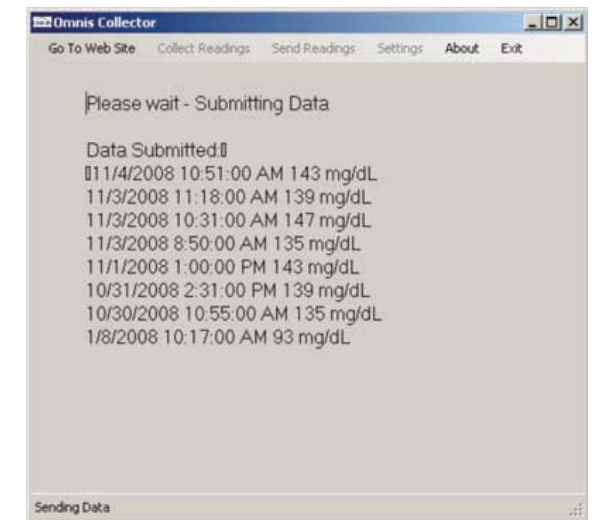 Omnis Collector
Go To Web Site Collect Readings Send Readings Settings About Exit
Please wait - Submitting Data
Data Submitted:▯
▯11/4/2008 10:51:00 AM 143 mg/dL
11/3/2008 11:18:00 AM 139 mg/dL
11/3/2008 10:31:00 AM 147 mg/dL
11/3/2008 8:50:00 AM 135 mg/dL
11/1/2008 1:00:00 PM 143 mg/dL
10/31/2008 2:31:00 PM 139 mg/dL
10/30/2008 10:55:00 AM 135 mg/dL
1/8/2008 10:17:00 AM 93 mg/dL
Sending Data